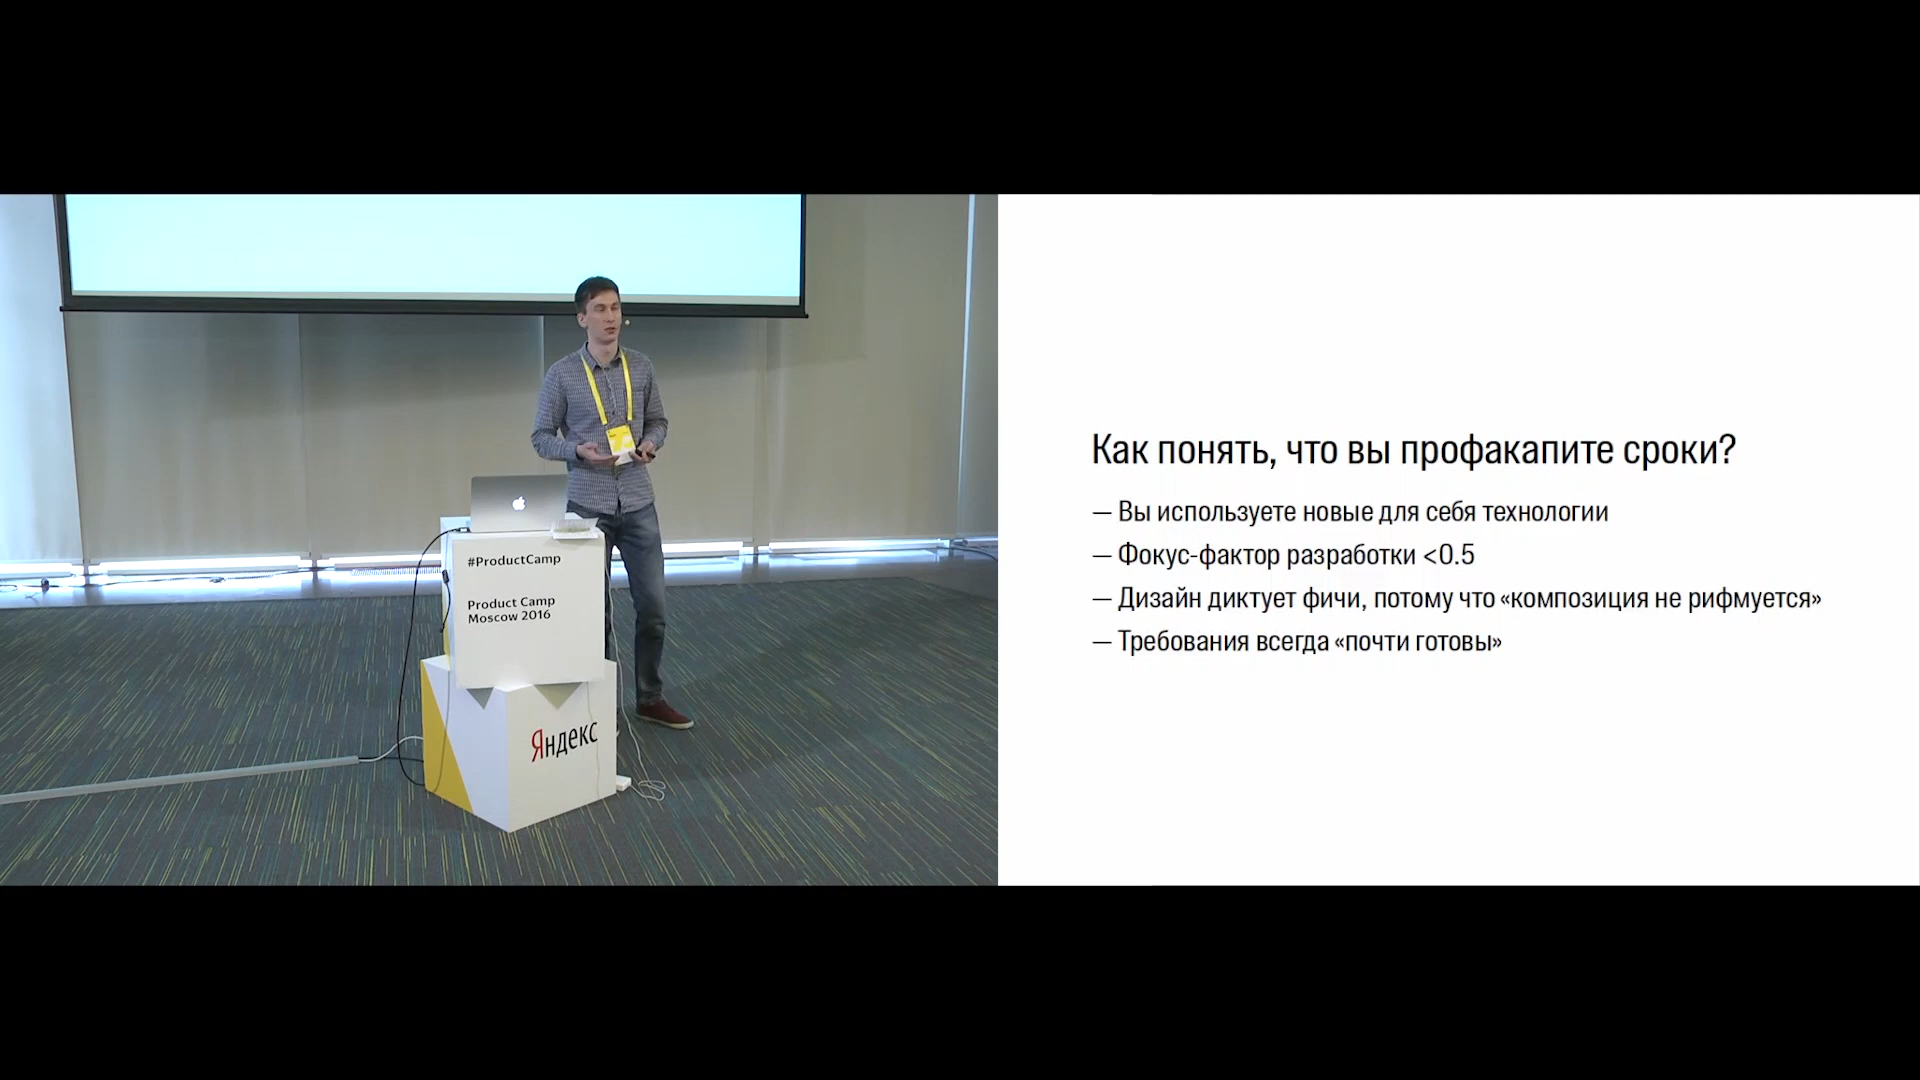 #ProductCamp
Product Camp
Moscow 2016
Яндекс
Как понять, что вы профакапите сроки?
— Вы используете новые для себя технологии
— Фокус-фактор разработки <0.5
— Дизайн диктует фичи, потому что «композиция не рифмуется»
— Требования всегда «почти готовы»